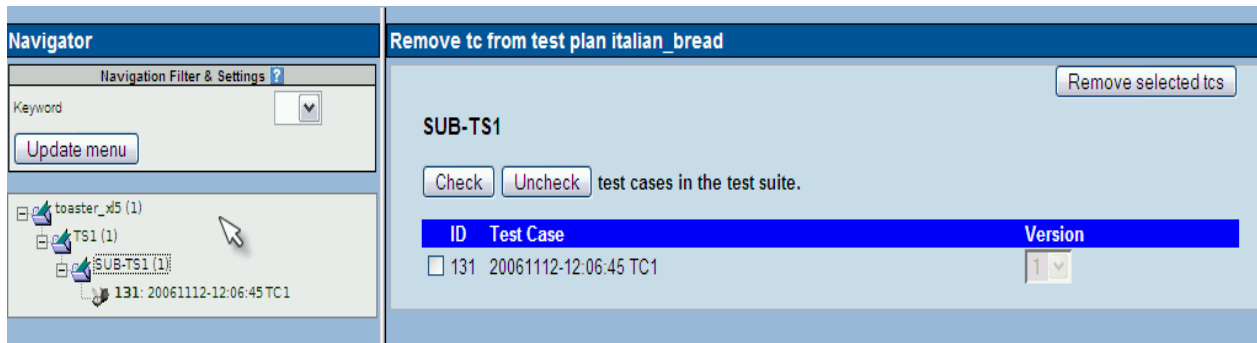 Navigator
Navigation Filter & Settings ?
Keyword
Update menu
toaster_xl5 (1)
TS1 (1)
SUB-TS1 (1)
131: 20061112-12:06:45 TC1
Remove tc from test plan italian_bread
Remove selected tcs
SUB-TS1
Check Uncheck test cases in the test suite.
ID Test Case Version
131 20061112-12:06:45 TC1 1